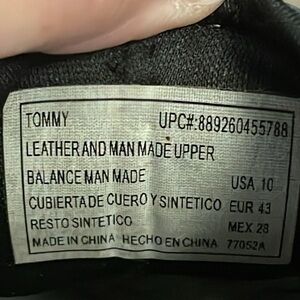 TOMMY UPC#:889260455788
LEATHER AND MAN MADE UPPER
BALANCE MAN MADE USA 10
CUBIERTA DE CUERO Y SINTETICO EUR 43
RESTO SINTETICO MEX 28
MADE IN CHINA HECHO EN CHINA 77052A